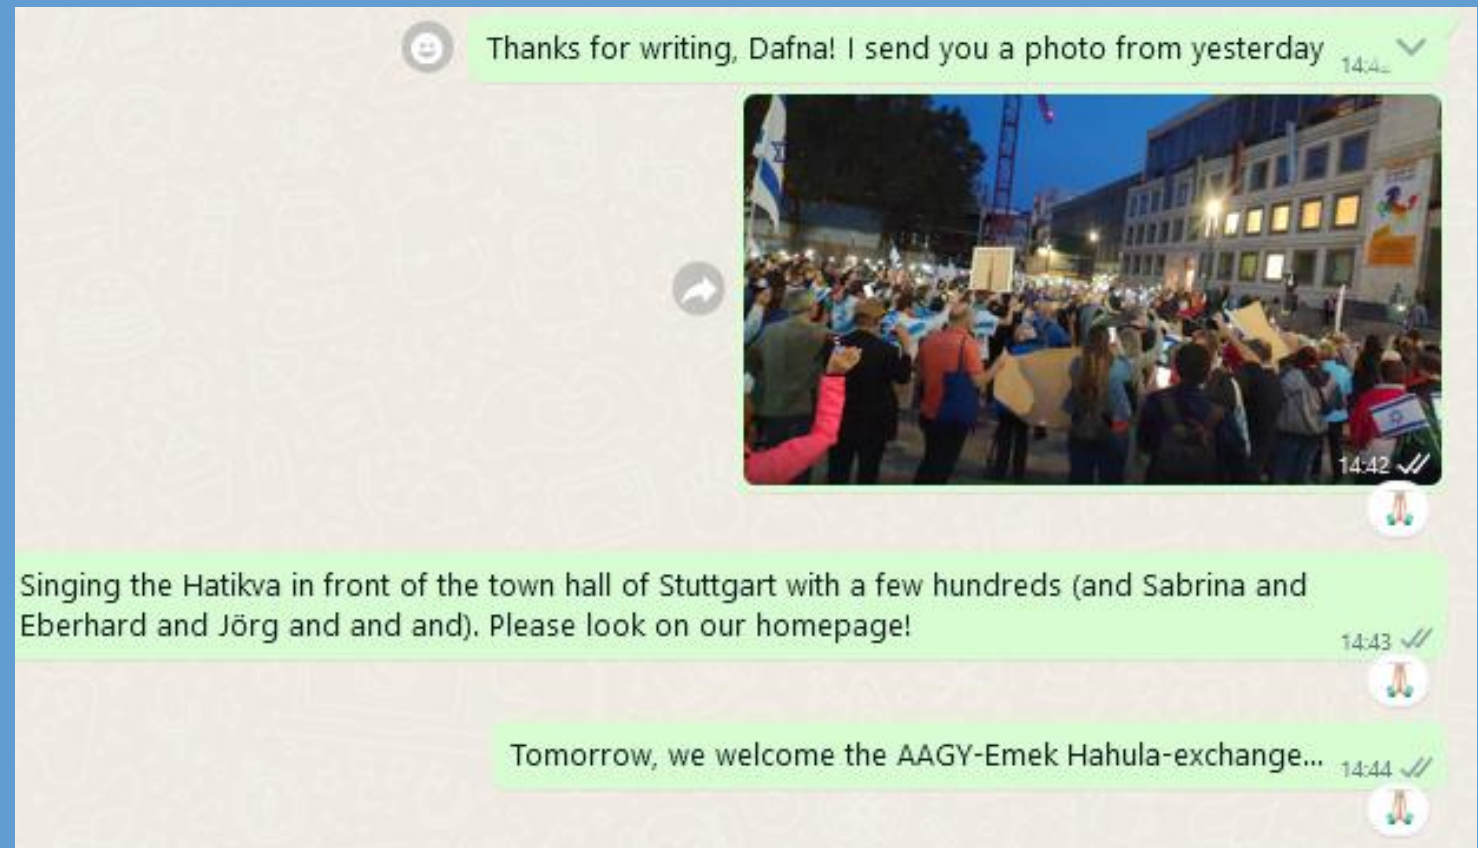 Thanks for writing, Dafna! I send you a photo from yesterday
14:42
Singing the Hatikva in front of the town hall of Stuttgart with a few hundreds (and Sabrina and
Eberhard and Jörg and and and). Please look on our homepage!
14:43
Tomorrow, we welcome the AAGY-Emek Hahula-exchange...
14:44